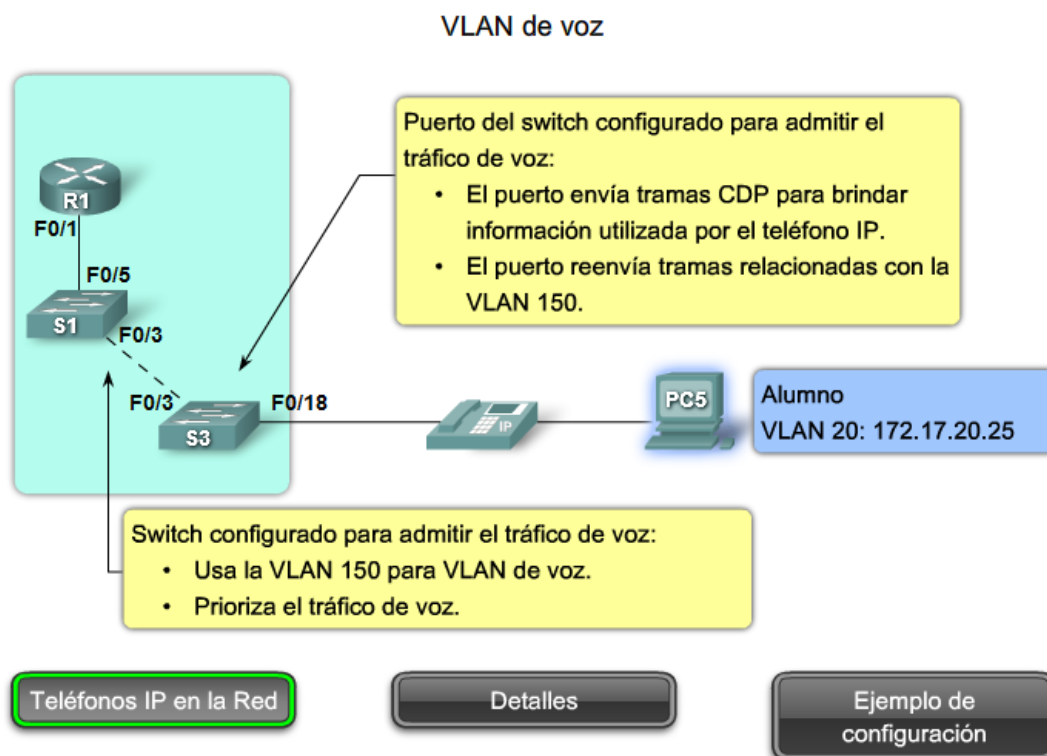 VLAN de voz
Puerto del switch configurado para admitir el
tráfico de voz:
• El puerto envía tramas CDP para brindar
información utilizada por el teléfono IP.
• El puerto reenvía tramas relacionadas con la
VLAN 150.
R1
F0/1
F0/5
S1
F0/3
F0/3
F0/18
S3
IP
PC5
Alumno
VLAN 20: 172.17.20.25
Switch configurado para admitir el tráfico de voz:
• Usa la VLAN 150 para VLAN de voz.
• Prioriza el tráfico de voz.
Teléfonos IP en la Red
Detalles
Ejemplo de
configuración